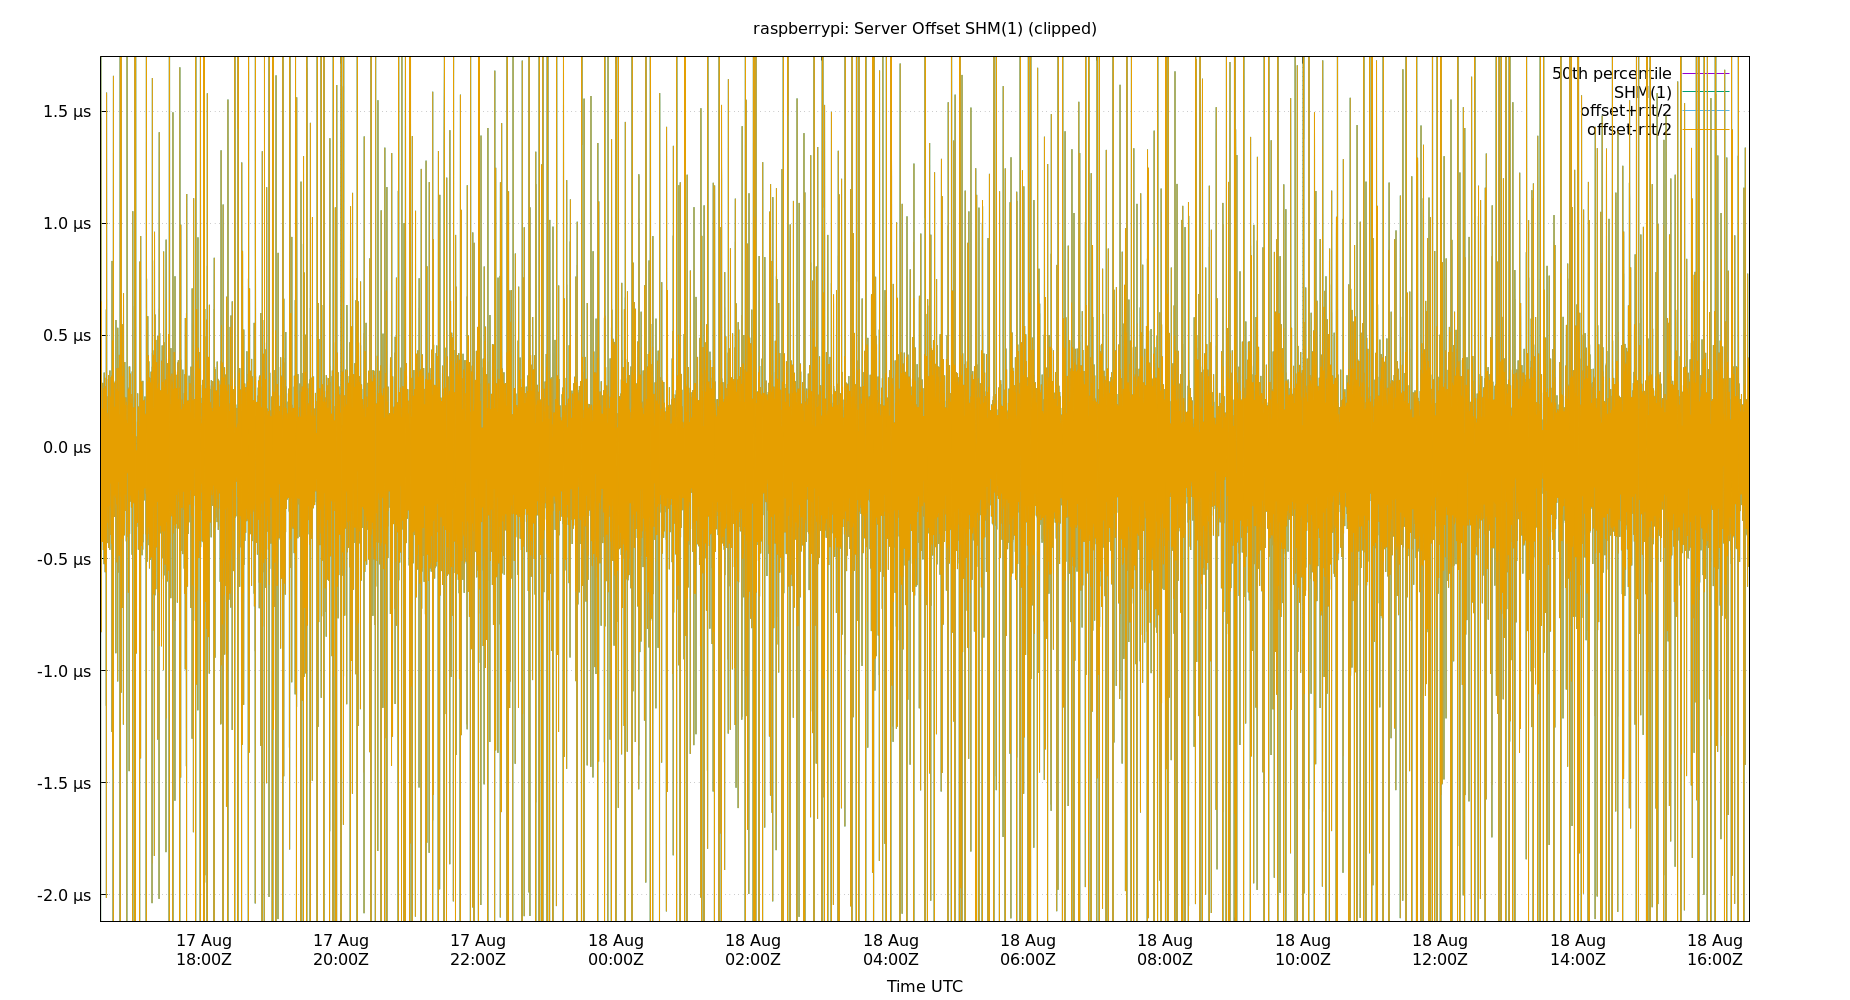 raspberrypi: Server Offset SHM(1) (clipped)
50th percentile
SHM(1)
offset+rtt/2
offset-rtt/2
1.5 µs
1.0 µs
0.5 µs
0.0 µs
-0.5 µs
-1.0 µs
-1.5 µs
-2.0 µs
17 Aug 17 Aug 17 Aug 18 Aug 18 Aug 18 Aug 18 Aug 18 Aug 18 Aug 18 Aug 18 Aug 18 Aug
18:00Z 20:00Z 22:00Z 00:00Z 02:00Z 04:00Z 06:00Z 08:00Z 10:00Z 12:00Z 14:00Z 16:00Z
Time UTC